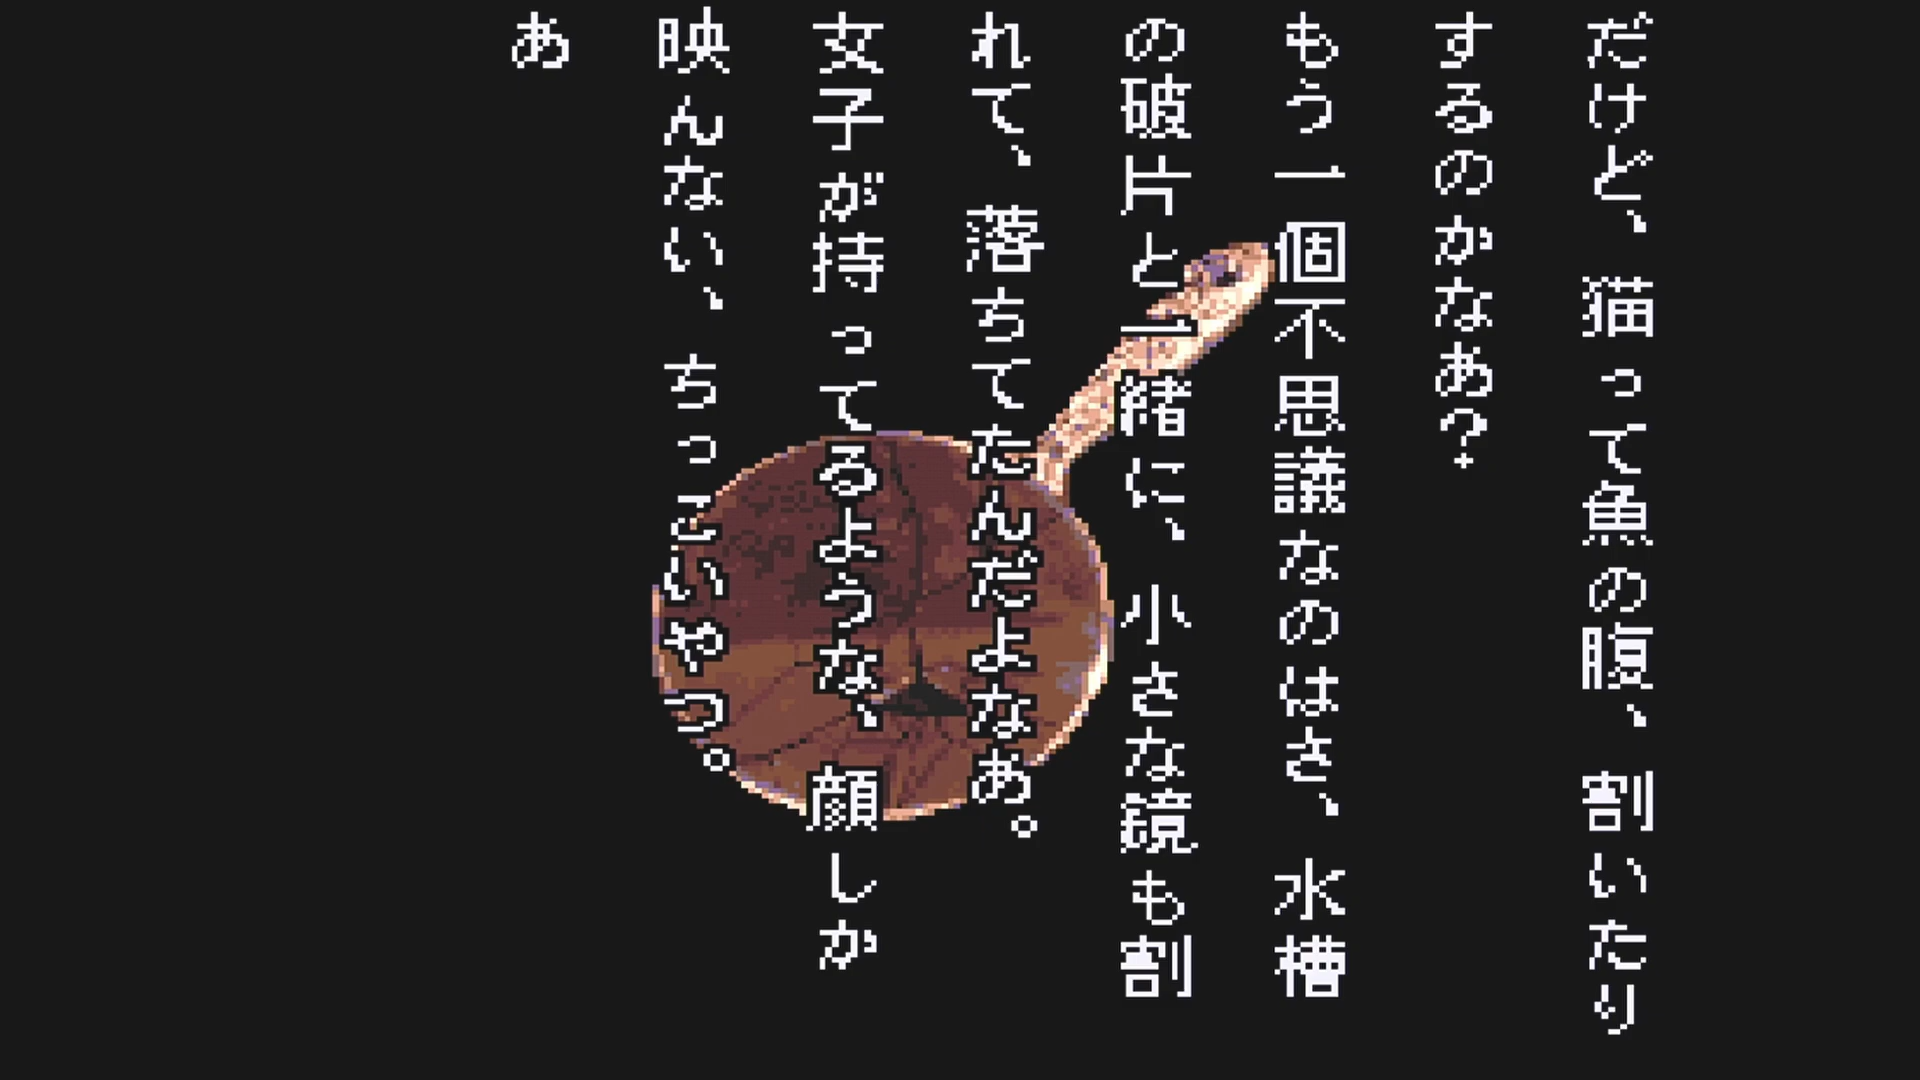 だけど、猫って魚の腹、割いたり
するのかなあ?
もう一個不思議なのはさ、水槽
の破片と一緒に、小さな鏡も割
れて、落ちてたんだよなあ。
女子が持ってるような、顔しか
映んない、ちっこいやつ。
あ